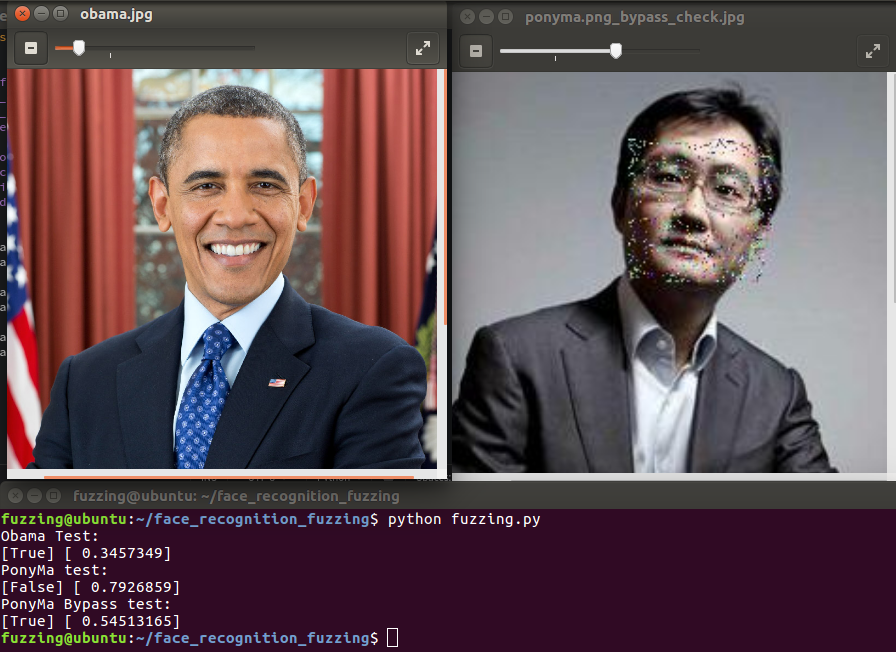 obama.jpg
ponyma.png_bypass_check.jpg
fuzzing@ubuntu: ~/face_recognition_fuzzing
fuzzing@ubuntu:~/face_recognition_fuzzing$ python fuzzing.py
Obama Test:
[True] [ 0.3457349]
PonyMa test:
[False] [ 0.7926859]
PonyMa Bypass test:
[True] [ 0.54513165]
fuzzing@ubuntu:~/face_recognition_fuzzing$